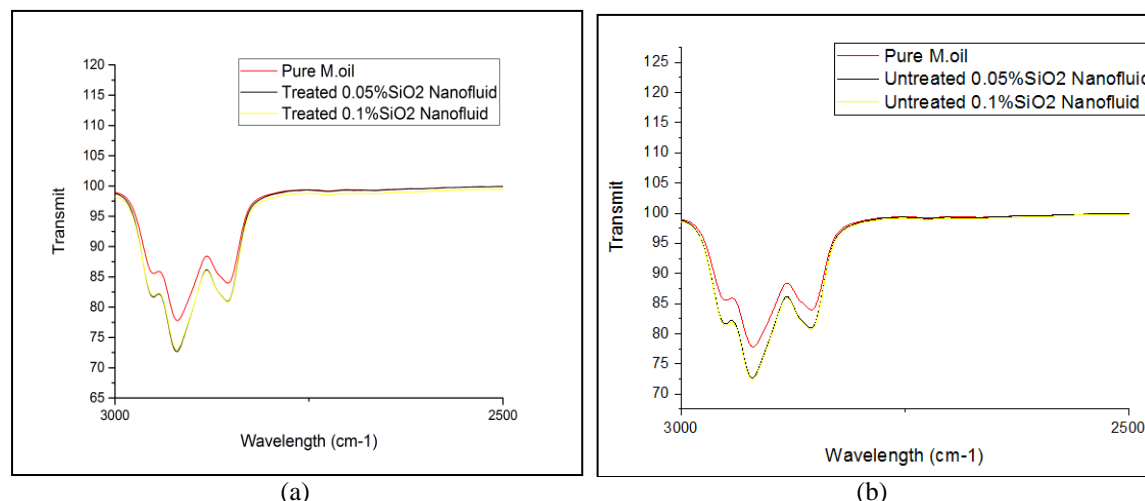 Pure M.oil
Treated 0.05%SiO2 Nanofluid
Treated 0.1%SiO2 Nanofluid
120
115
110
105
100
95
90
85
80
75
70
65
Transmit
3000
2500
Wavelength (cm-1)
(a)
Pure M.oil
Untreated 0.05%SiO2 Nanofluid
Untreated 0.1%SiO2 Nanofluid
125
120
115
110
105
100
95
90
85
80
75
70
Transmit
3000
2500
Wavelength (cm-1)
(b)